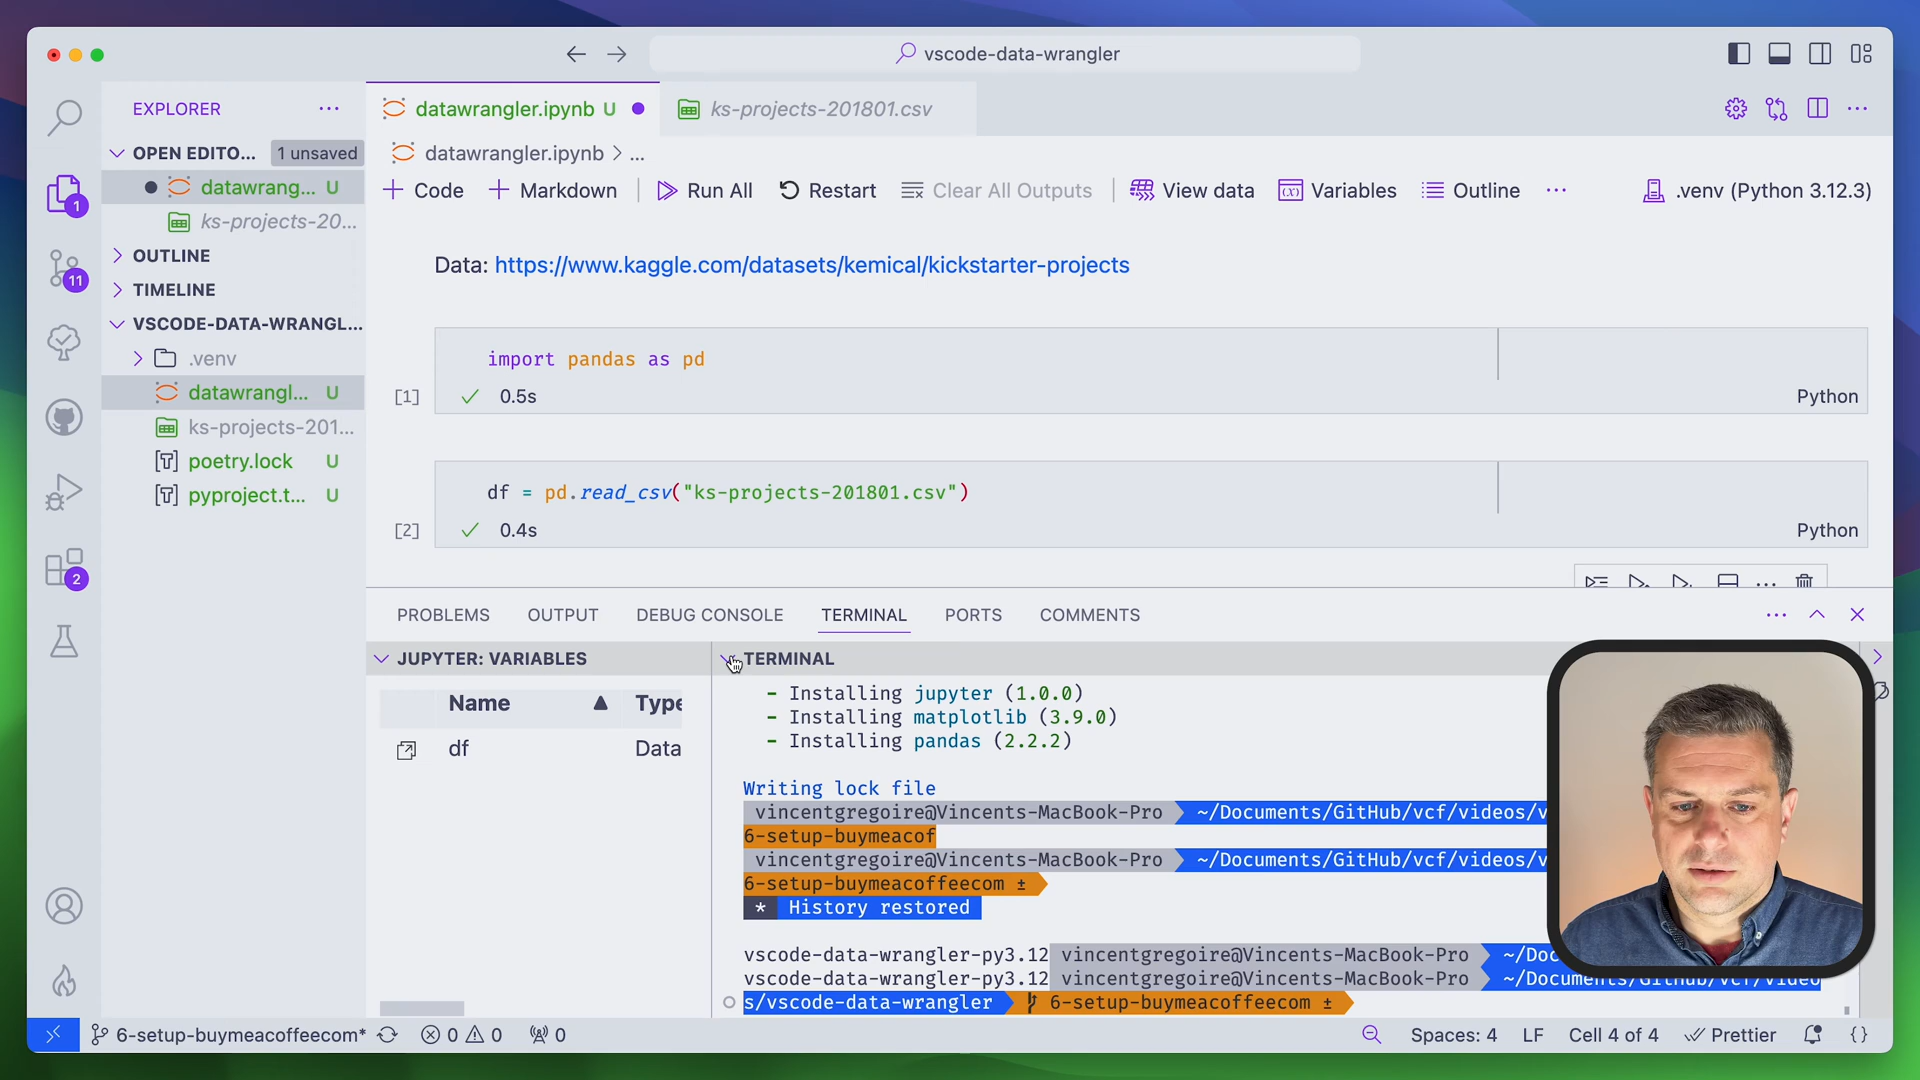 vscode-data-wrangler
EXPLORER
datawrangler.ipynb U
ks-projects-201801.csv
OPEN EDITO... 1 unsaved
datawrangler.ipynb > ...
datawrang... U
+ Code + Markdown Run All Restart Clear All Outputs View data Variables Outline ... .venv (Python 3.12.3)
ks-projects-20...
1
OUTLINE
Data: https://www.kaggle.com/datasets/kemical/kickstarter-projects
11
TIMELINE
VSCODE-DATA-WRANGL...
.venv
import pandas as pd
datawrangl... U
[1] 0.5s Python
ks-projects-201...
poetry.lock U
pyproject.t... U
df = pd.read_csv("ks-projects-201801.csv")
[2] 0.4s Python
2
PROBLEMS OUTPUT DEBUG CONSOLE TERMINAL PORTS COMMENTS
JUPYTER: VARIABLES
Name Type
df Data
TERMINAL
- Installing jupyter (1.0.0)
- Installing matplotlib (3.9.0)
- Installing pandas (2.2.2)
Writing lock file
vincentgregoire@Vincents-MacBook-Pro ~/Documents/GitHub/vcf/videos/v
6-setup-buymeacof
vincentgregoire@Vincents-MacBook-Pro ~/Documents/GitHub/vcf/videos/v
6-setup-buymeacoffeecom ±
* History restored
vscode-data-wrangler-py3.12 vincentgregoire@Vincents-MacBook-Pro ~/Doc
vscode-data-wrangler-py3.12 vincentgregoire@Vincents-MacBook-Pro ~/Documents/GitHub/vcf/video
s/vscode-data-wrangler 6-setup-buymeacoffeecom ±
6-setup-buymeacoffeecom* 0 0 0 Spaces: 4 LF Cell 4 of 4 Prettier {}